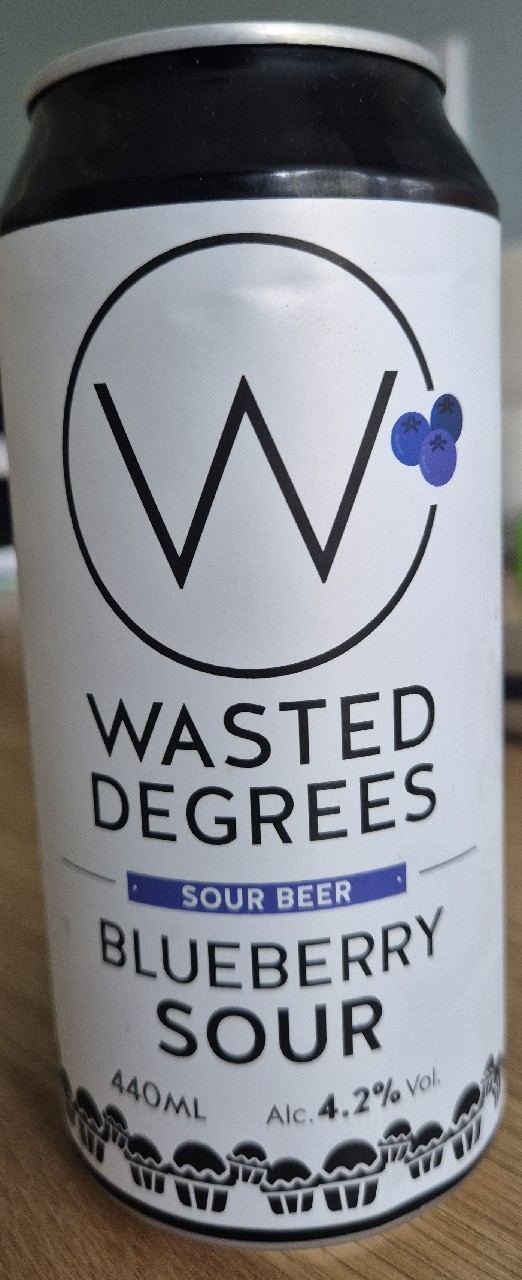 W
WASTED
DEGREES
SOUR BEER
BLUEBERRY
SOUR
440ML Alc. 4.2% Vol.